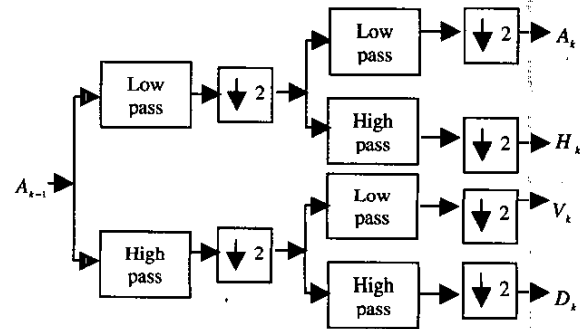 Low
pass
↓ 2
A_k
Low
pass
↓ 2
High
pass
↓ 2
H_k
A_{k-1}
Low
pass
↓ 2
V_k
High
pass
↓ 2
High
pass
↓ 2
D_k